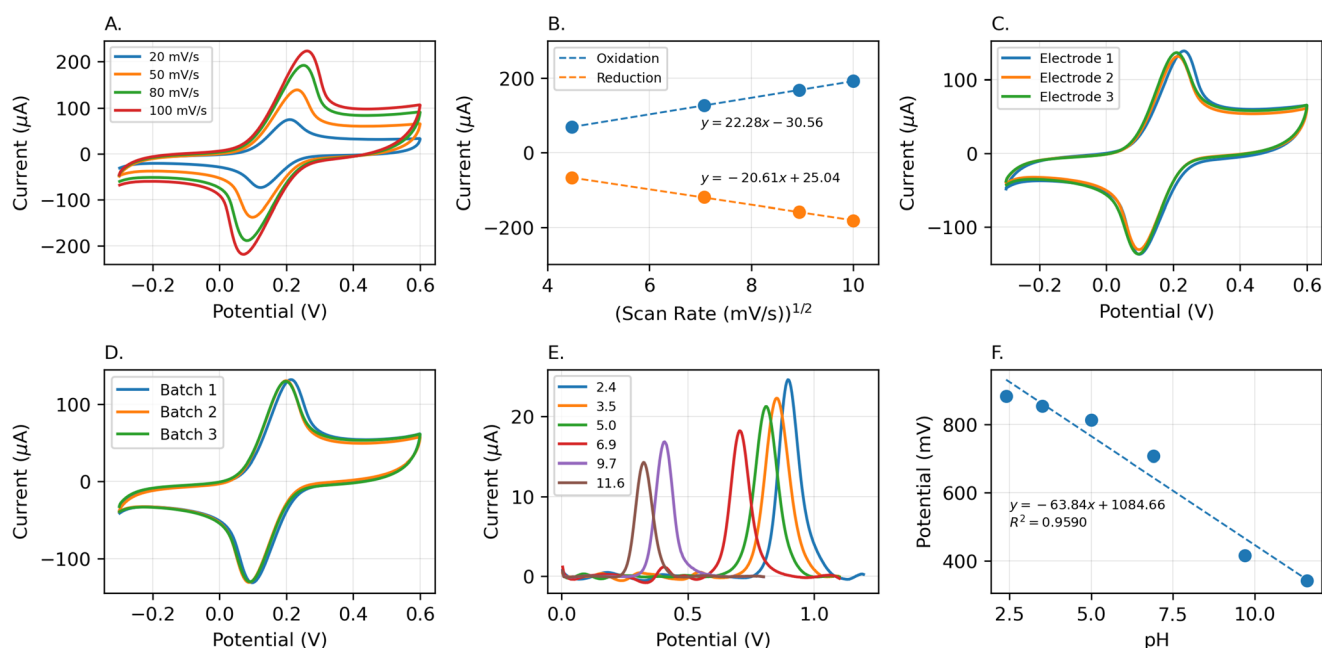 A.
20 mV/s
50 mV/s
80 mV/s
100 mV/s
200
100
0
−100
−200
Current (μA)
−0.2
0.0
0.2
0.4
0.6
Potential (V)
B.
Oxidation
Reduction
y = 22.28x − 30.56
y = − 20.61x + 25.04
200
0
−200
Current (μA)
4
6
8
10
(Scan Rate (mV/s))^{1/2}
C.
Electrode 1
Electrode 2
Electrode 3
100
0
−100
Current (μA)
−0.2
0.0
0.2
0.4
0.6
Potential (V)
D.
Batch 1
Batch 2
Batch 3
100
0
−100
Current (μA)
−0.2
0.0
0.2
0.4
0.6
Potential (V)
E.
2.4
3.5
5.0
6.9
9.7
11.6
20
10
0
Current (μA)
0.0
0.5
1.0
Potential (V)
F.
y = − 63.84x + 1084.66
R² = 0.9590
800
600
400
Potential (mV)
2.5
5.0
7.5
10.0
pH